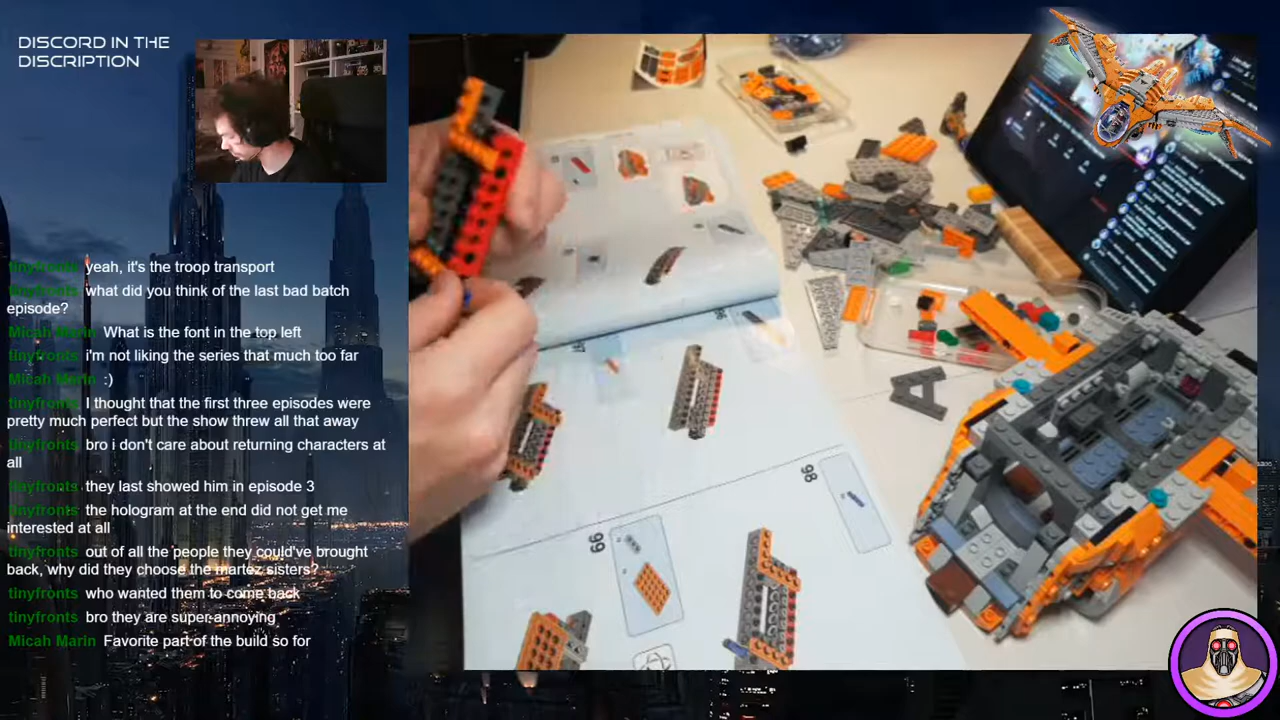 DISCORD IN THE
DISCRIPTION
tinyfronts yeah, it's the troop transport
tinyfronts what did you think of the last bad batch
episode?
Micah Marin What is the font in the top left
tinyfronts i'm not liking the series that much too far
Micah Marin :)
tinyfronts I thought that the first three episodes were
pretty much perfect but the show threw all that away
tinyfronts bro i don't care about returning characters at
all
tinyfronts they last showed him in episode 3
tinyfronts the hologram at the end did not get me
interested at all
tinyfronts out of all the people they could've brought
back, why did they choose the martez sisters?
tinyfronts who wanted them to come back
tinyfronts bro they are super-annoying
Micah Marin Favorite part of the build so for
96
97
98
99